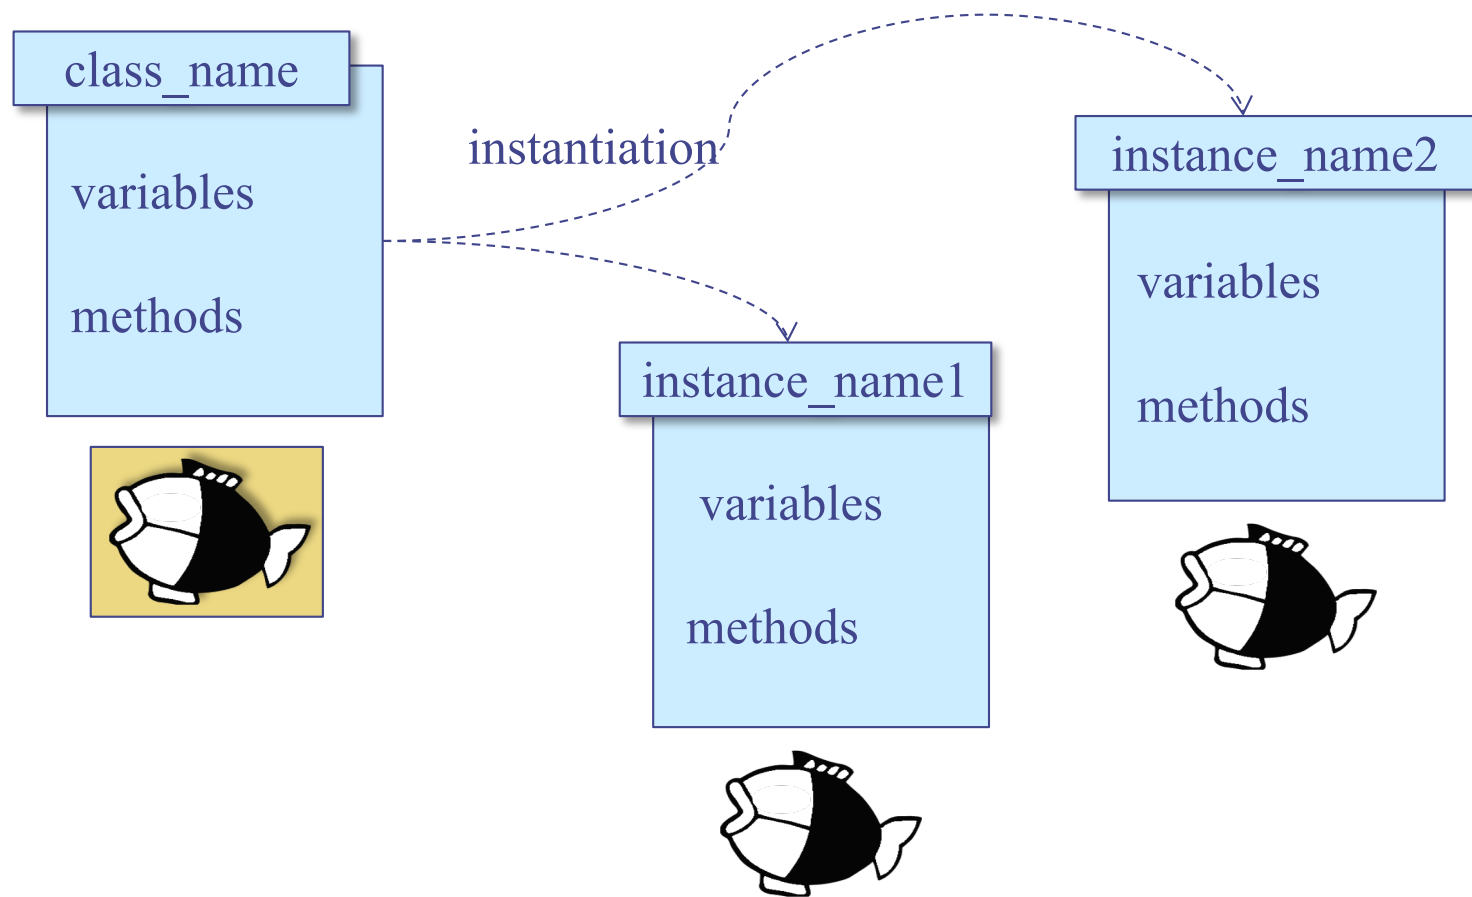 class_name
variables
methods
instantiation
instance_name1
variables
methods
instance_name2
variables
methods